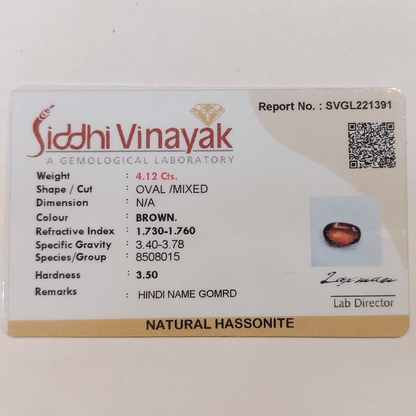 Report No. : SVGL221391
Siddhi Vinayak
A GEMOLOGICAL LABORATORY
Weight : 4.12 Cts.
Shape / Cut : OVAL /MIXED
Dimension : N/A
Colour : BROWN.
Refractive Index : 1.730-1.760
Specific Gravity : 3.40-3.78
Species/Group : 8508015
Hardness : 3.50
Remarks : HINDI NAME GOMRD
Laxman
Lab Director
NATURAL HASSONITE